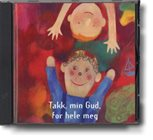 Takk, min Gud,
for hele meg